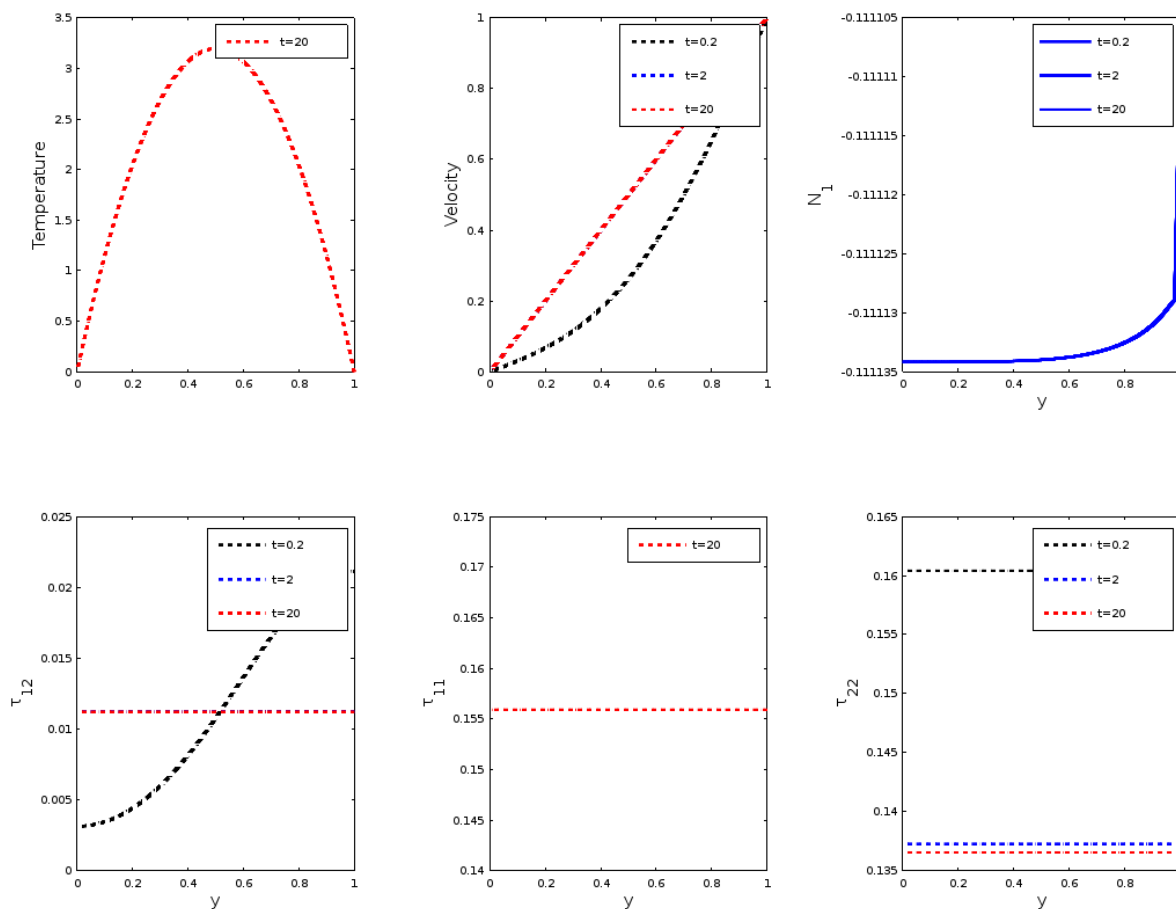 3.5
3
2.5
2
1.5
1
0.5
0
0 0.2 0.4 0.6 0.8 1
Temperature
t=20
1
0.8
0.6
0.4
0.2
0
0 0.2 0.4 0.6 0.8 1
Velocity
t=0.2
t=2
t=20
-0.111105
-0.11111
-0.111115
-0.11112
-0.111125
-0.11113
-0.111135
0 0.2 0.4 0.6 0.8
N1
y
t=0.2
t=2
t=20
0.025
0.02
0.015
0.01
0.005
0
0 0.2 0.4 0.6 0.8 1
τ12
y
t=0.2
t=2
t=20
0.175
0.17
0.165
0.16
0.155
0.15
0.145
0.14
0 0.2 0.4 0.6 0.8 1
τ11
y
t=20
0.165
0.16
0.155
0.15
0.145
0.14
0.135
0 0.2 0.4 0.6 0.8
τ22
y
t=0.2
t=2
t=20